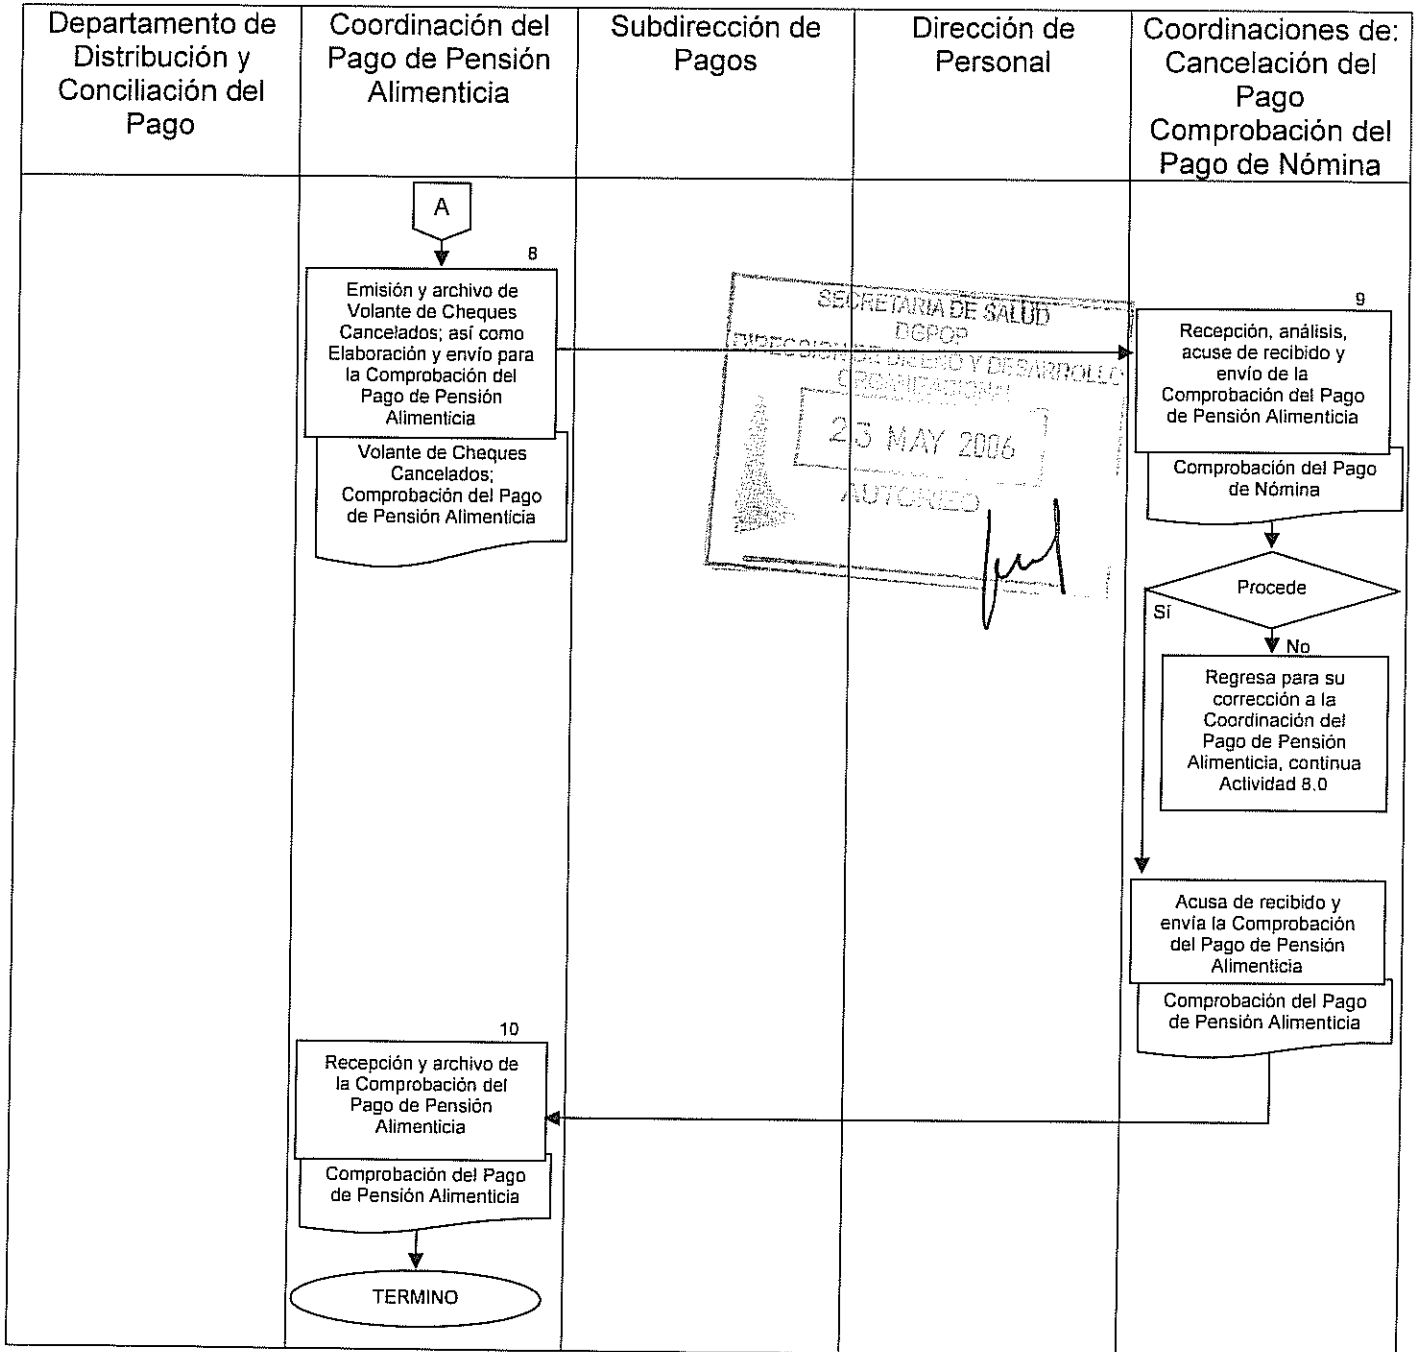 Departamento de
Distribución y
Conciliación del
Pago
Coordinación del
Pago de Pensión
Alimenticia
Subdirección de
Pagos
Dirección de
Personal
Coordinaciones de:
Cancelación del
Pago
Comprobación del
Pago de Nómina
A
8
Emisión y archivo de
Volante de Cheques
Cancelados; así como
Elaboración y envío para
la Comprobación del
Pago de Pensión
Alimenticia
Volante de Cheques
Cancelados;
Comprobación del Pago
de Pensión Alimenticia
SECRETARIA DE SALUD
DGPOP
DIRECCION DE DISEÑO Y DESARROLLO
ORGANIZACIONAL
23 MAY 2006
AUTORIZO
9
Recepción, análisis,
acuse de recibido y
envío de la
Comprobación del Pago
de Pensión Alimenticia
Comprobación del Pago
de Nómina
Procede
Sí
No
Regresa para su
corrección a la
Coordinación del
Pago de Pensión
Alimenticia, continua
Actividad 8.0
Acusa de recibido y
envía la Comprobación
del Pago de Pensión
Alimenticia
Comprobación del Pago
de Pensión Alimenticia
10
Recepción y archivo de
la Comprobación del
Pago de Pensión
Alimenticia
Comprobación del Pago
de Pensión Alimenticia
TERMINO